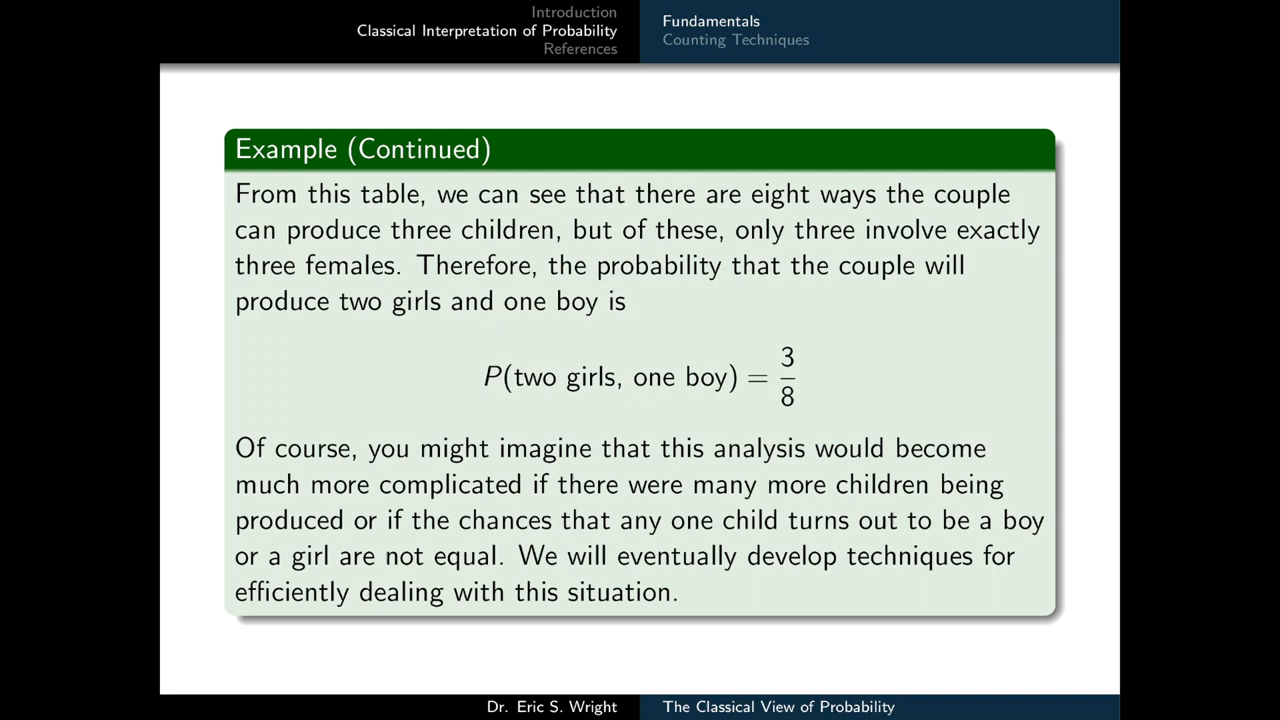 Introduction
Classical Interpretation of Probability
References
Fundamentals
Counting Techniques
Example (Continued)
From this table, we can see that there are eight ways the couple
can produce three children, but of these, only three involve exactly
three females. Therefore, the probability that the couple will
produce two girls and one boy is
P(two girls, one boy) = 3/8
Of course, you might imagine that this analysis would become
much more complicated if there were many more children being
produced or if the chances that any one child turns out to be a boy
or a girl are not equal. We will eventually develop techniques for
efficiently dealing with this situation.
Dr. Eric S. Wright
The Classical View of Probability